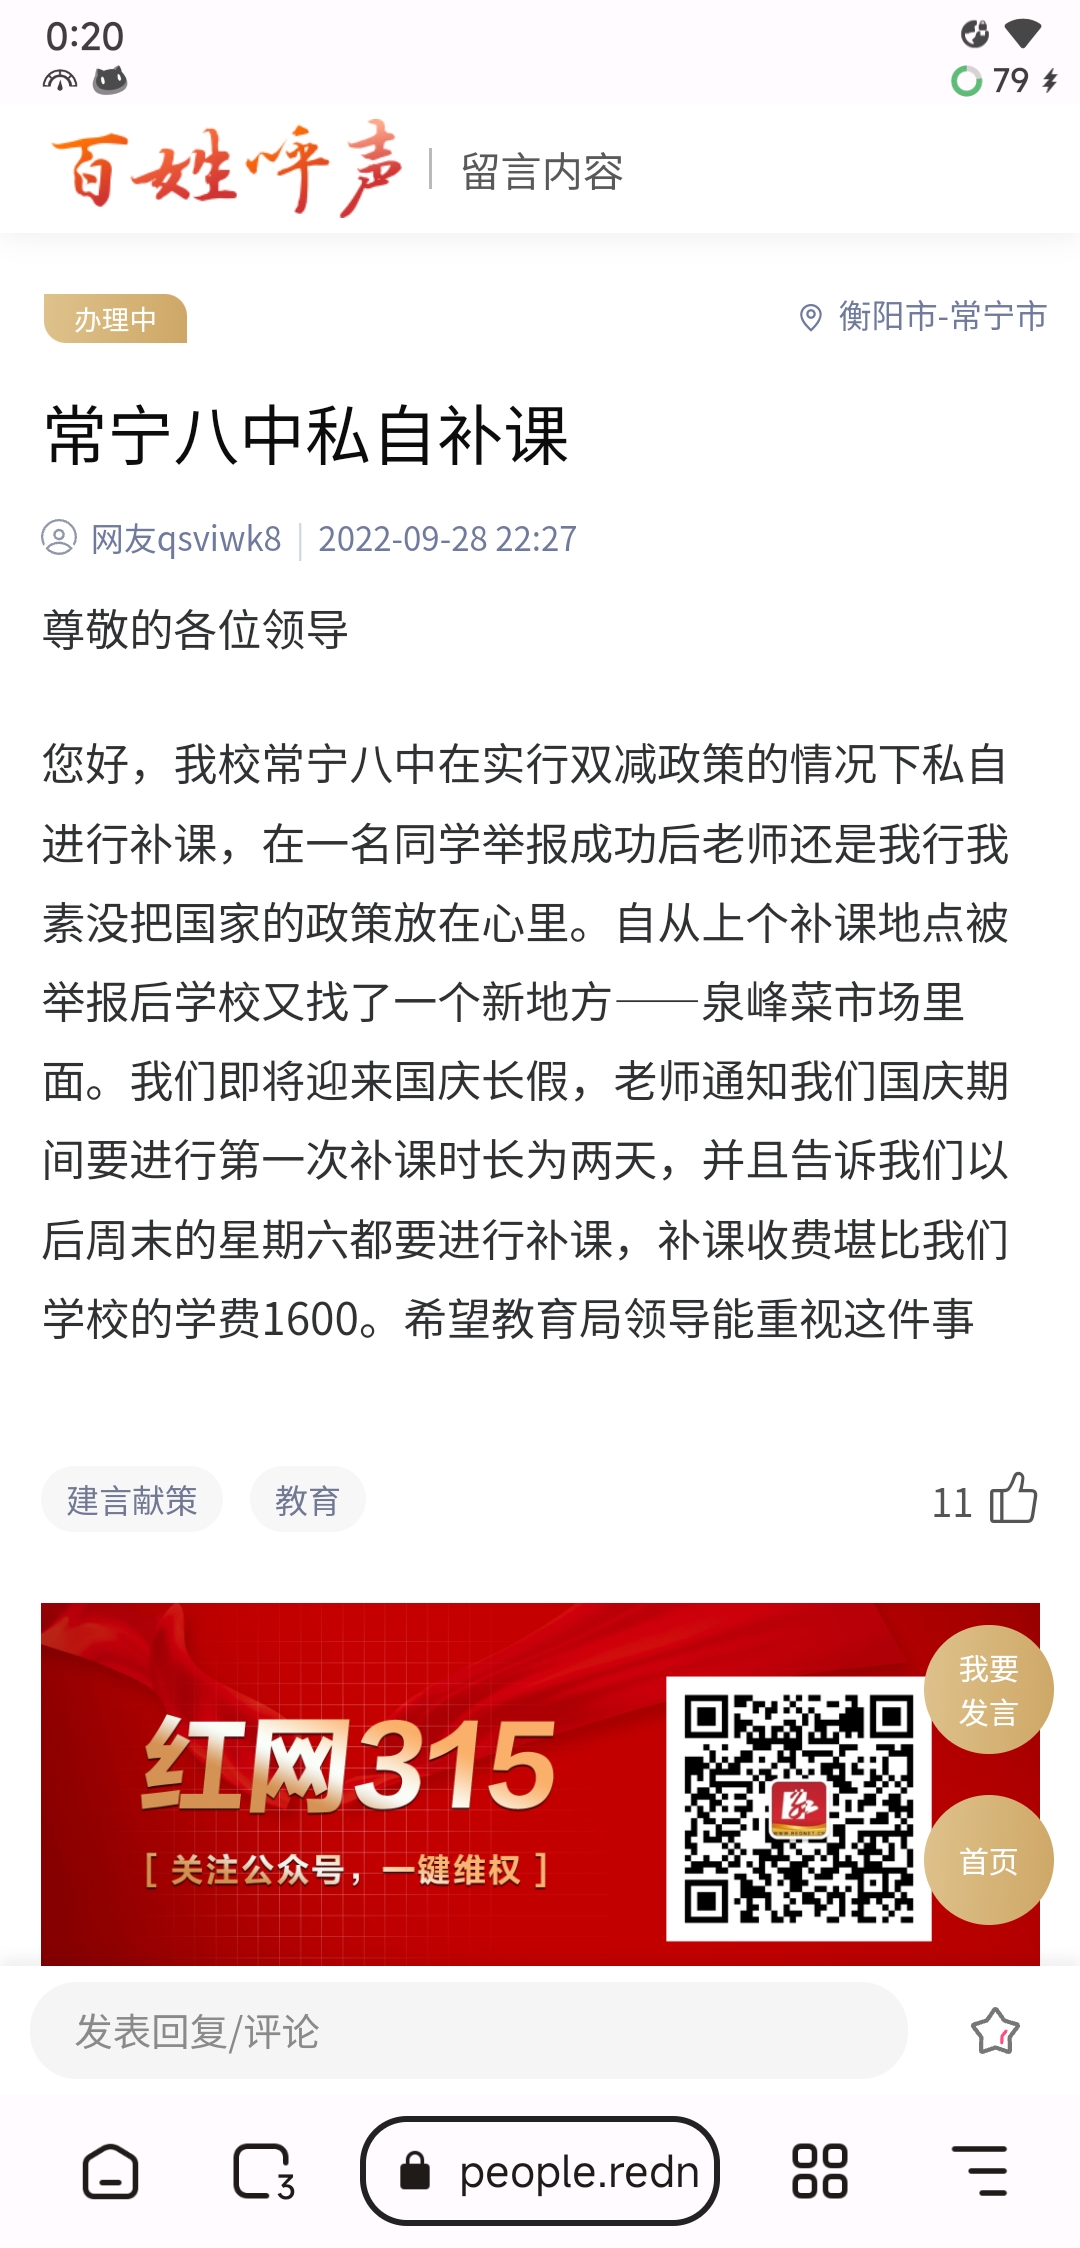 0:20
79
百姓呼声 | 留言内容
办理中
衡阳市-常宁市
常宁八中私自补课
网友qsviwk8 | 2022-09-28 22:27
尊敬的各位领导
您好，我校常宁八中在实行双减政策的情况下私自
进行补课，在一名同学举报成功后老师还是我行我
素没把国家的政策放在心里。自从上个补课地点被
举报后学校又找了一个新地方——泉峰菜市场里
面。我们即将迎来国庆长假，老师通知我们国庆期
间要进行第一次补课时长为两天，并且告诉我们以
后周末的星期六都要进行补课，补课收费堪比我们
学校的学费1600。希望教育局领导能重视这件事
建言献策
教育
11
红网315
[ 关注公众号，一键维权 ]
我要
发言
首页
发表回复/评论
3
people.redn